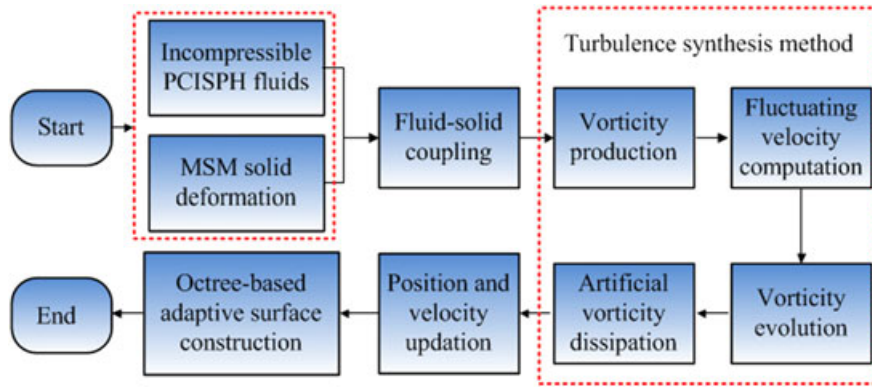 Start
Incompressible
PCISPH fluids
MSM solid
deformation
Fluid-solid
coupling
Turbulence synthesis method
Vorticity
production
Fluctuating
velocity
computation
Vorticity
evolution
Artificial
vorticity
dissipation
Position and
velocity
updation
Octree-based
adaptive surface
construction
End